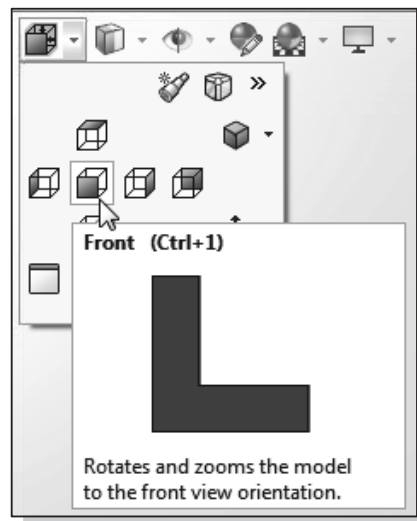 »
Front (Ctrl+1)
Rotates and zooms the model
to the front view orientation.